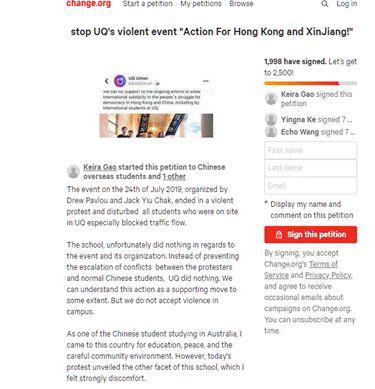 change.org
Start a petition
My petitions
Browse
Log in
stop UQ's violent event "Action For Hong Kong and XinJiang!"
UQ Union
We call for support to the ongoing efforts to show
international solidarity in the people's struggle for
democracy in Hong Kong and China, including by
international students at UQ.
Keira Gao started this petition to Chinese
overseas students and 1 other
The event on the 24th of July 2019, organized by
Drew Pavlou and Jack Yiu Chak, ended in a violent
protest and disturbed all students who were on site
in UQ especially blocked traffic flow.
The school, unfortunately did nothing in regards to
the event and its organization. Instead of preventing
the escalation of conflicts between the protesters
and normal Chinese students, UQ did nothing. We
can understand this action as a supporting move to
some extent. But we do not accept violence in
campus.
As one of the Chinese student studying in Australia, I
came to this country for education, peace, and the
careful community environment. However, today's
protest unveiled the other facet of this school, which I
felt strongly discomfort.
1,998 have signed. Let's get
to 2,500!
Keira Gao signed this
petition
Yingna Ke signed 7 ...
Echo Wang signed 7 ...
First name
Last name
Email
Display my name and
comment on this petition
Sign this petition
By signing, you accept
Change.org's Terms of
Service and Privacy Policy,
and agree to receive
occasional emails about
campaigns on Change.org.
You can unsubscribe at any
time.